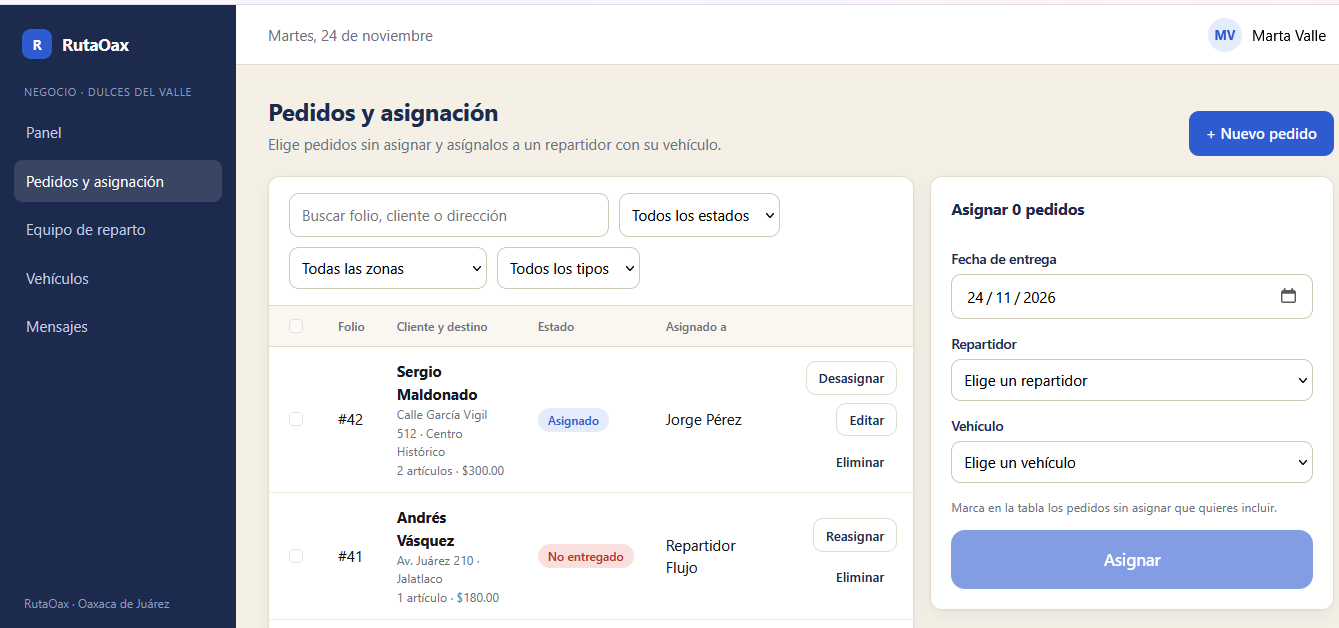 R RutaOax
NEGOCIO · DULCES DEL VALLE
Panel
Pedidos y asignación
Equipo de reparto
Vehículos
Mensajes
RutaOax · Oaxaca de Juárez
Martes, 24 de noviembre
MV Marta Valle
Pedidos y asignación
Elige pedidos sin asignar y asígnalos a un repartidor con su vehículo.
+ Nuevo pedido
Buscar folio, cliente o dirección
Todos los estados
Todas las zonas
Todos los tipos
Folio Cliente y destino Estado Asignado a
#42
Sergio
Maldonado
Calle García Vigil
512 · Centro
Histórico
2 artículos · $300.00
Asignado
Jorge Pérez
Desasignar
Editar
Eliminar
#41
Andrés
Vásquez
Av. Juárez 210 ·
Jalatlaco
1 artículo · $180.00
No entregado
Repartidor
Flujo
Reasignar
Eliminar
Asignar 0 pedidos
Fecha de entrega
24 / 11 / 2026
Repartidor
Elige un repartidor
Vehículo
Elige un vehículo
Marca en la tabla los pedidos sin asignar que quieres incluir.
Asignar